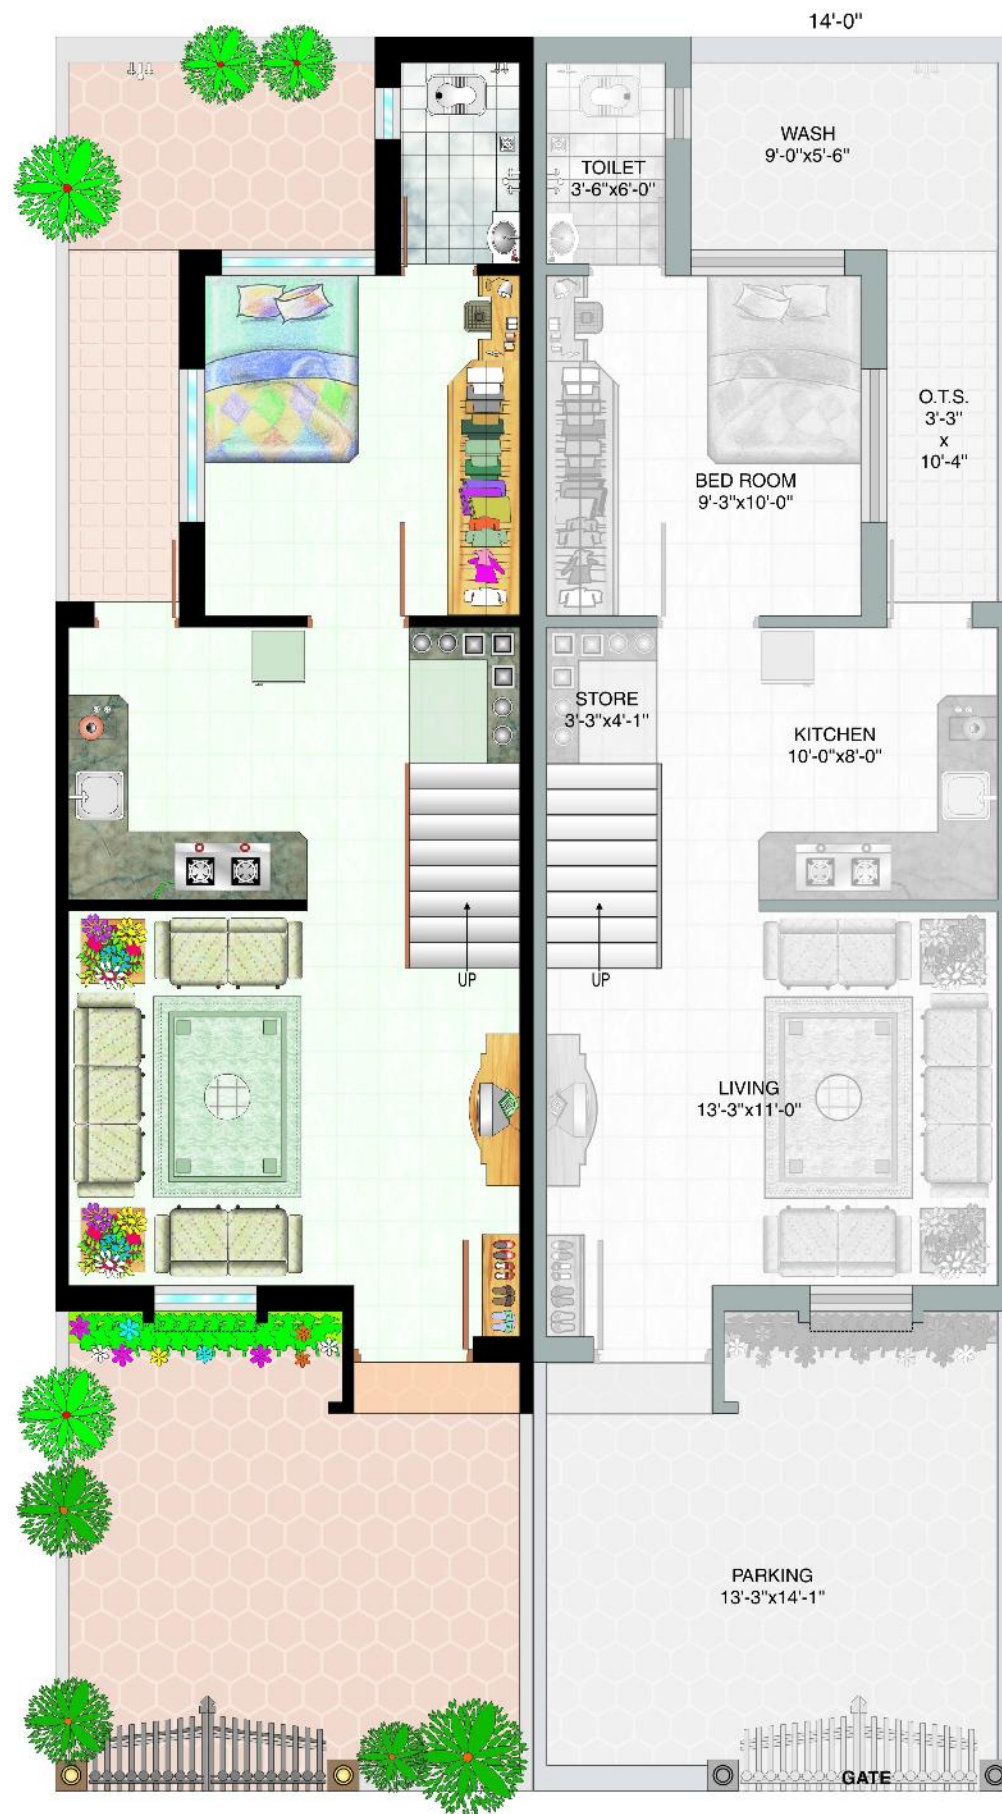 14'-0"
WASH
9'-0"x5'-6"
TOILET
3'-6"x6'-0"
O.T.S.
3'-3"
x
10'-4"
BED ROOM
9'-3"x10'-0"
STORE
3'-3"x4'-1"
KITCHEN
10'-0"x8'-0"
UP
UP
LIVING
13'-3"x11'-0"
PARKING
13'-3"x14'-1"
GATE